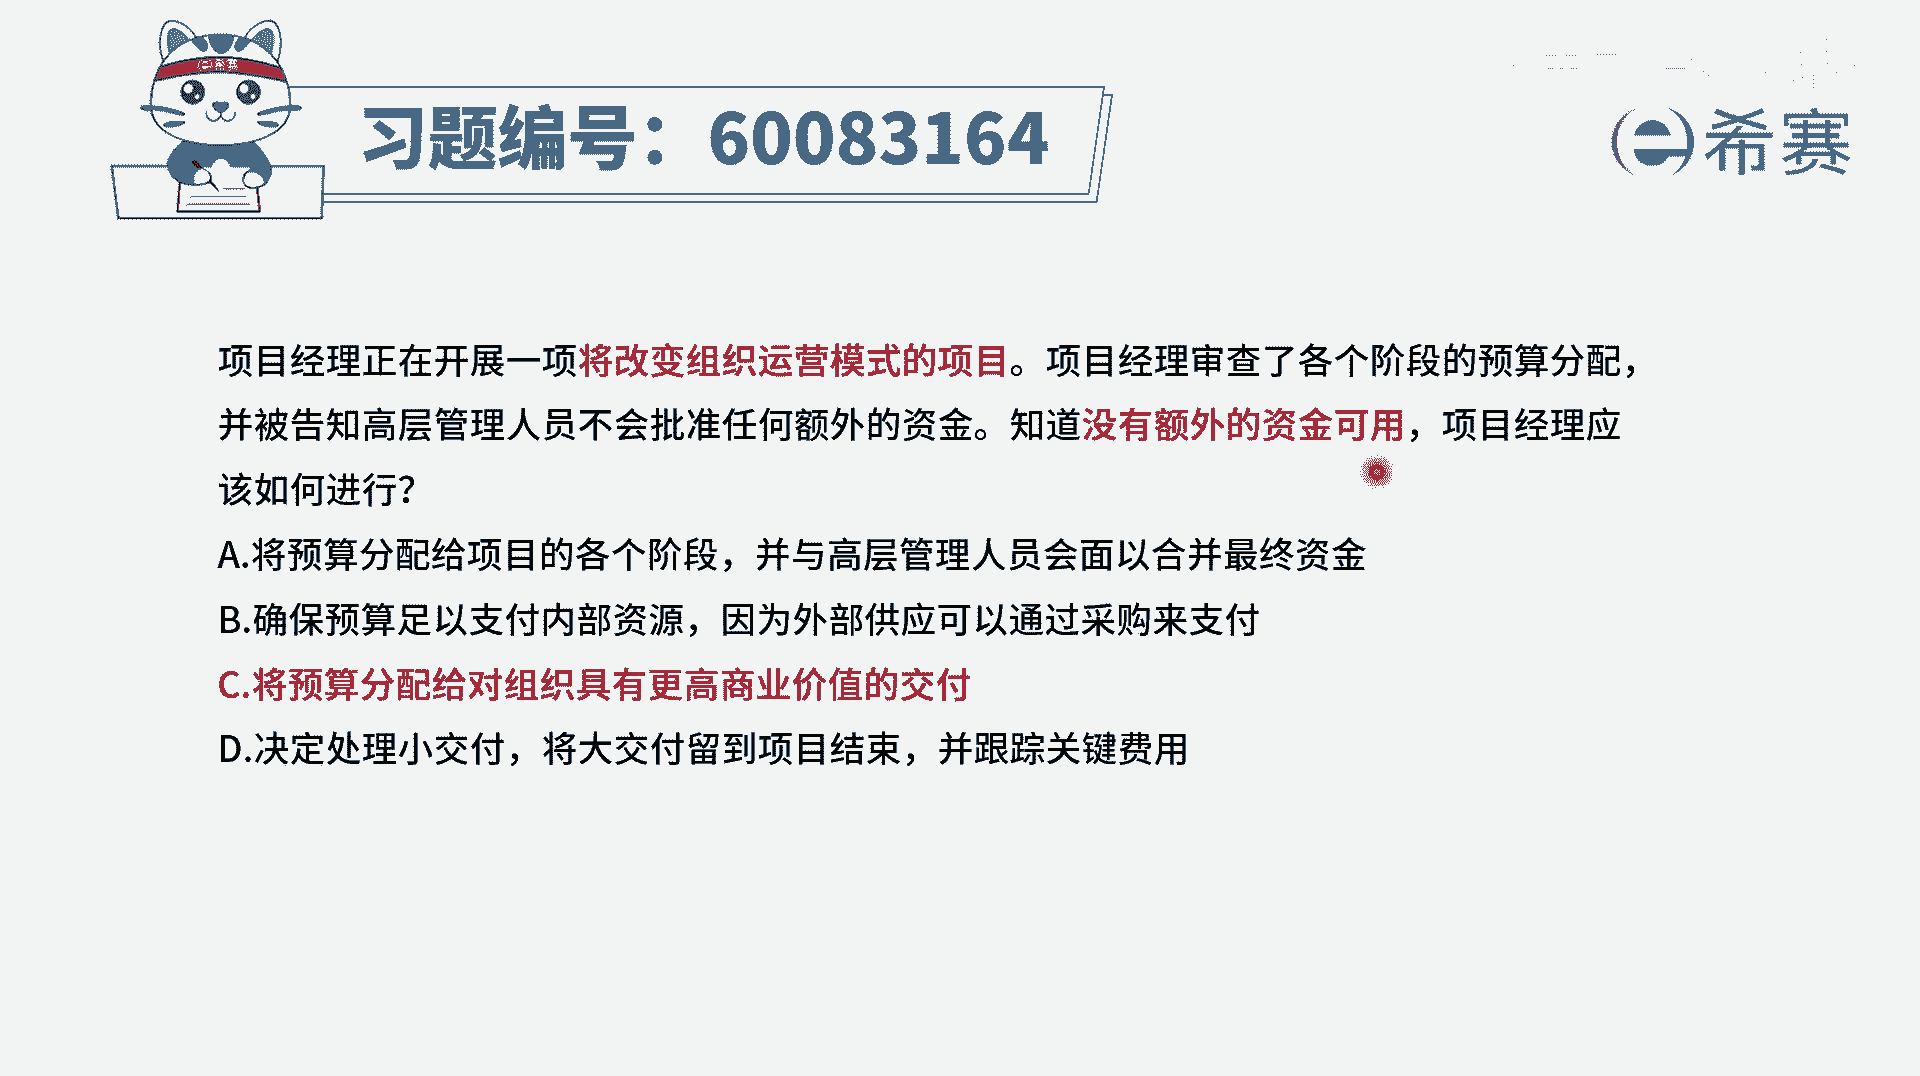 希赛
习题编号：60083164
希赛
项目经理正在开展一项将改变组织运营模式的项目。项目经理审查了各个阶段的预算分配，
并被告知高层管理人员不会批准任何额外的资金。知道没有额外的资金可用，项目经理应
该如何进行？
A.将预算分配给项目的各个阶段，并与高层管理人员会面以合并最终资金
B.确保预算足以支付内部资源，因为外部供应可以通过采购来支付
C.将预算分配给对组织具有更高商业价值的交付
D.决定处理小交付，将大交付留到项目结束，并跟踪关键费用